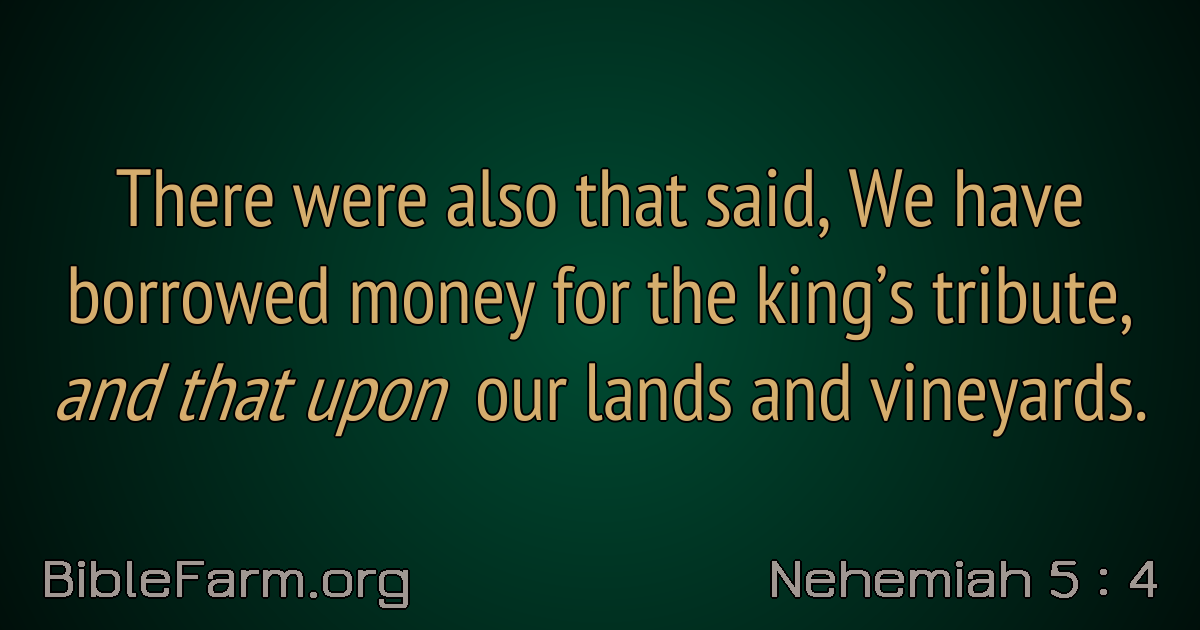 There were also that said, We have
borrowed money for the king’s tribute,
and that upon our lands and vineyards.
BibleFarm.org
Nehemiah 5 : 4